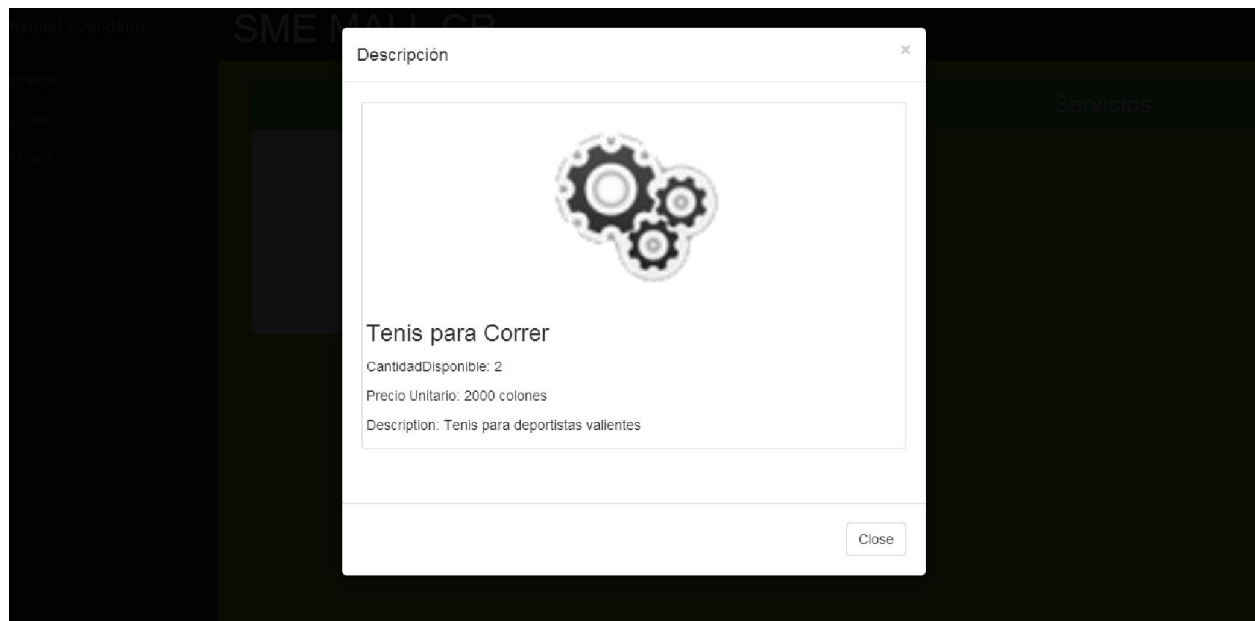 Avendano
SME MALL CR
Descripción
×
Servicios
Tenis para Correr
CantidadDisponible: 2
Precio Unitario: 2000 colones
Description: Tenis para deportistas valientes
Close